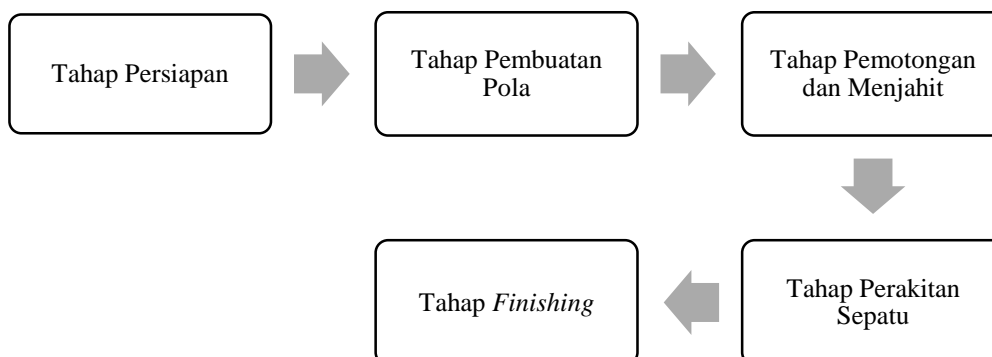 Tahap Persiapan
Tahap Pembuatan
Pola
Tahap Pemotongan
dan Menjahit
Tahap Perakitan
Sepatu
Tahap Finishing